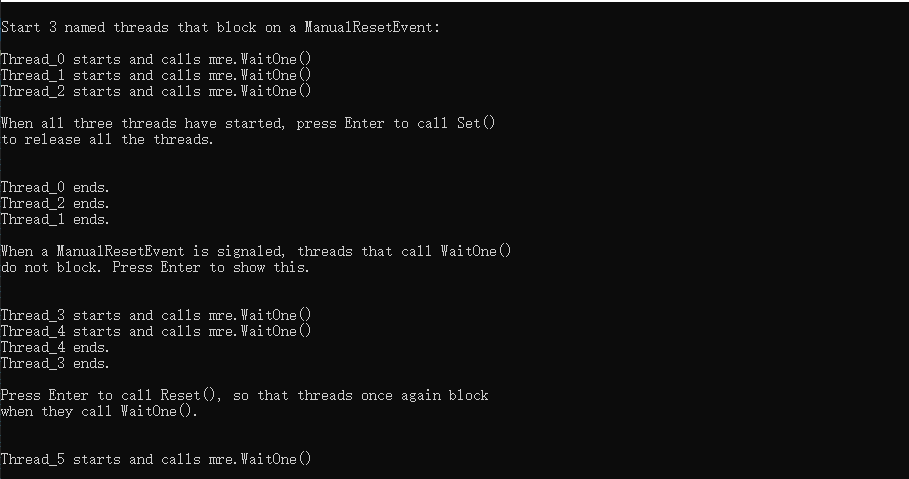 Start 3 named threads that block on a ManualResetEvent:
Thread_0 starts and calls mre.WaitOne()
Thread_1 starts and calls mre.WaitOne()
Thread_2 starts and calls mre.WaitOne()
When all three threads have started, press Enter to call Set()
to release all the threads.
Thread_0 ends.
Thread_2 ends.
Thread_1 ends.
When a ManualResetEvent is signaled, threads that call WaitOne()
do not block. Press Enter to show this.
Thread_3 starts and calls mre.WaitOne()
Thread_4 starts and calls mre.WaitOne()
Thread_4 ends.
Thread_3 ends.
Press Enter to call Reset(), so that threads once again block
when they call WaitOne().
Thread_5 starts and calls mre.WaitOne()